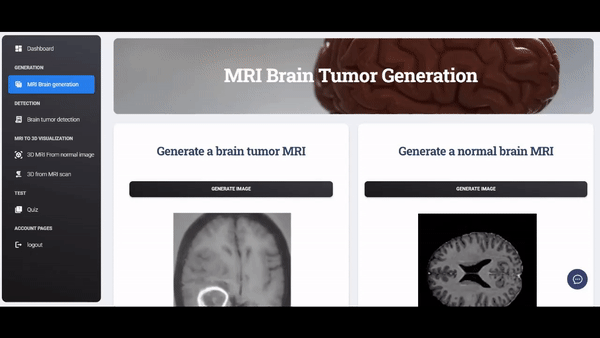 Dashboard
GENERATION
MRI Brain generation
DETECTION
Brain tumor detection
MRI TO 3D VISUALIZATION
3D MRI From normal image
3D from MRI scan
TEST
Quiz
ACCOUNT PAGES
logout
MRI Brain Tumor Generation
Generate a brain tumor MRI
GENERATE IMAGE
Generate a normal brain MRI
GENERATE IMAGE